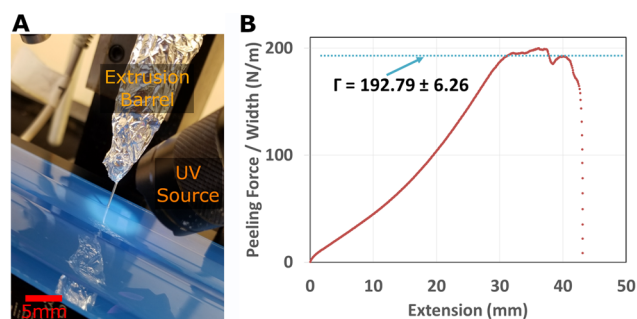 A
Extrusion
Barrel
UV
Source
5mm
B
Peeling Force / Width (N/m)
200
100
0
Γ = 192.79 ± 6.26
0
10
20
30
40
50
Extension (mm)